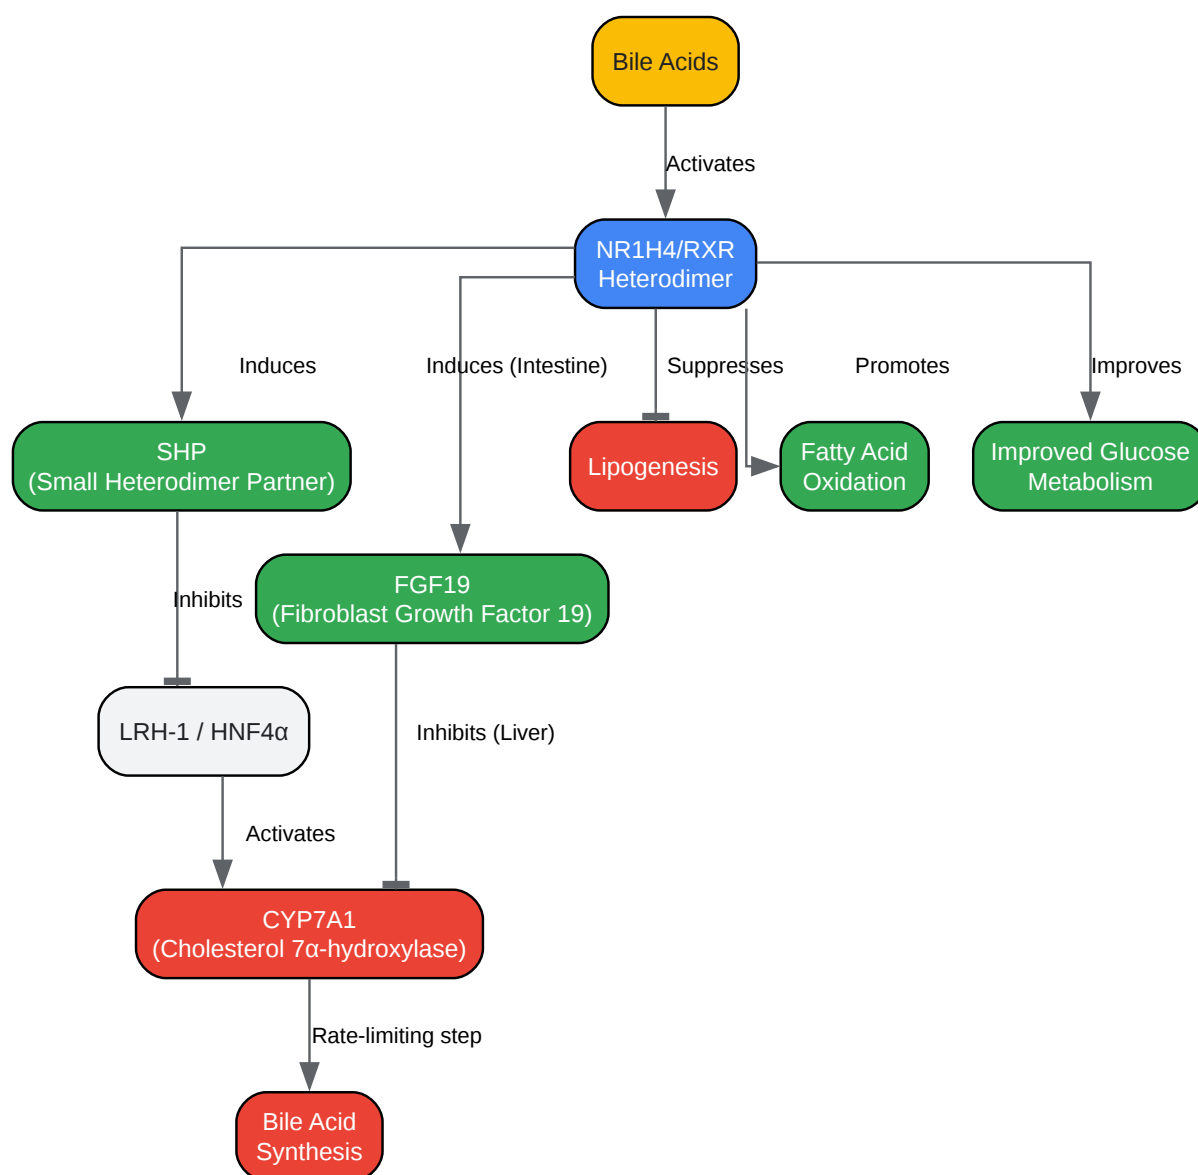 Bile Acids
Activates
NR1H4/RXR
Heterodimer
Induces
Induces (Intestine)
Suppresses
Promotes
Improves
SHP
(Small Heterodimer Partner)
Lipogenesis
Fatty Acid
Oxidation
Improved Glucose
Metabolism
Inhibits
FGF19
(Fibroblast Growth Factor 19)
LRH-1 / HNF4α
Inhibits (Liver)
Activates
CYP7A1
(Cholesterol 7α-hydroxylase)
Rate-limiting step
Bile Acid
Synthesis